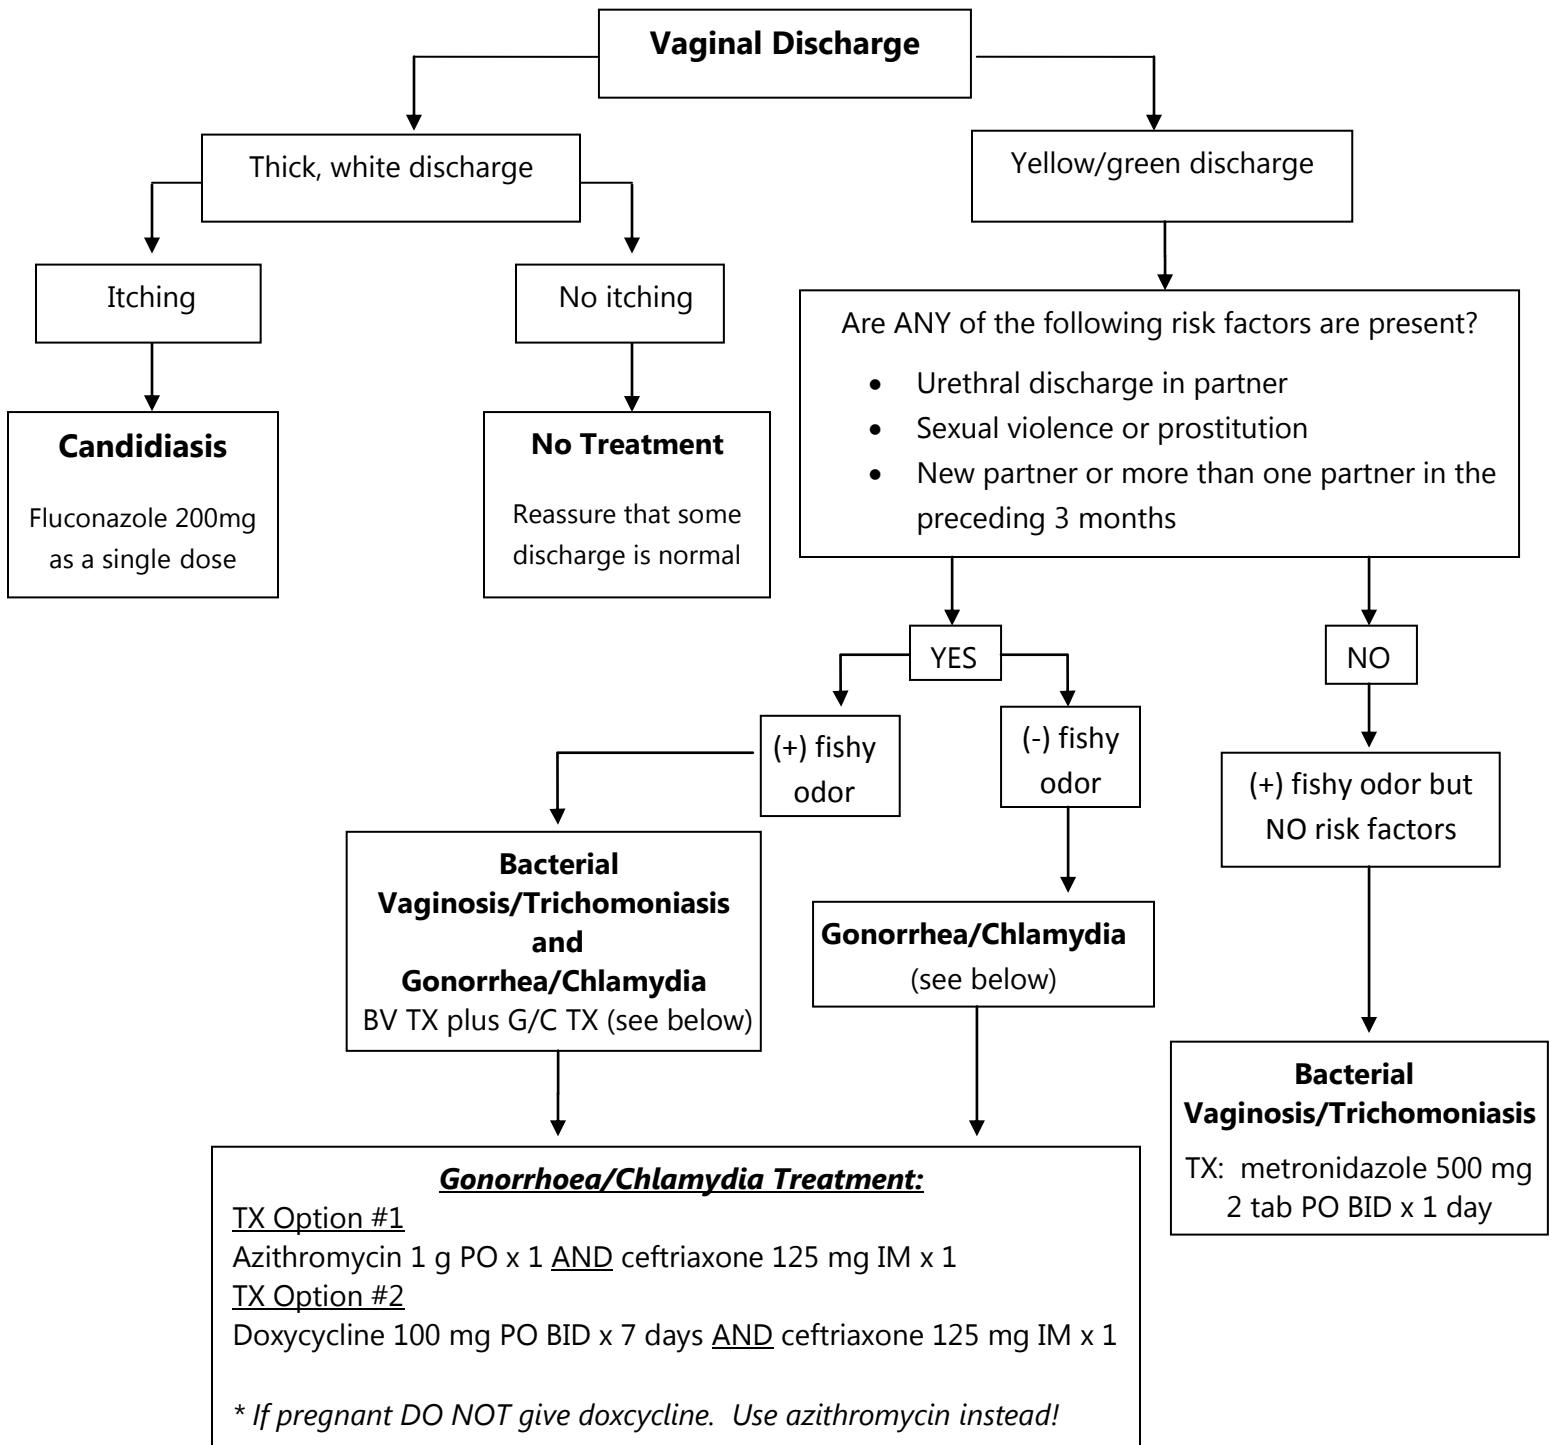 Vaginal Discharge
Thick, white discharge
Yellow/green discharge
Itching
No itching
Are ANY of the following risk factors are present?
• Urethral discharge in partner
• Sexual violence or prostitution
• New partner or more than one partner in the
preceding 3 months
Candidiasis
Fluconazole 200mg
as a single dose
No Treatment
Reassure that some
discharge is normal
YES
NO
(+) fishy
odor
(-) fishy
odor
(+) fishy odor but
NO risk factors
Bacterial
Vaginosis/Trichomoniasis
and
Gonorrhea/Chlamydia
BV TX plus G/C TX (see below)
Gonorrhea/Chlamydia
(see below)
Bacterial
Vaginosis/Trichomoniasis
TX: metronidazole 500 mg
2 tab PO BID x 1 day
Gonorrhoea/Chlamydia Treatment:
TX Option #1
Azithromycin 1 g PO x 1 AND ceftriaxone 125 mg IM x 1
TX Option #2
Doxycycline 100 mg PO BID x 7 days AND ceftriaxone 125 mg IM x 1
* If pregnant DO NOT give doxcycline. Use azithromycin instead!